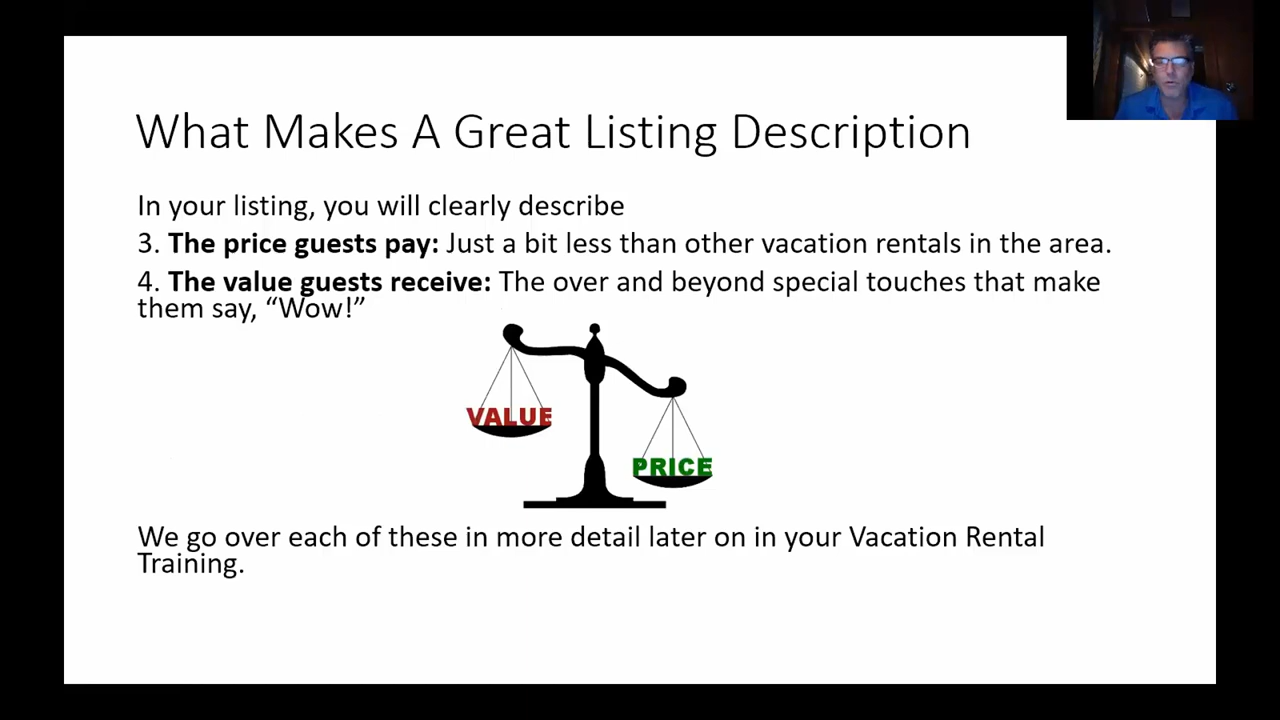 What Makes A Great Listing Description
In your listing, you will clearly describe
3. The price guests pay: Just a bit less than other vacation rentals in the area.
4. The value guests receive: The over and beyond special touches that make
them say, “Wow!”
VALUE
PRICE
We go over each of these in more detail later on in your Vacation Rental
Training.